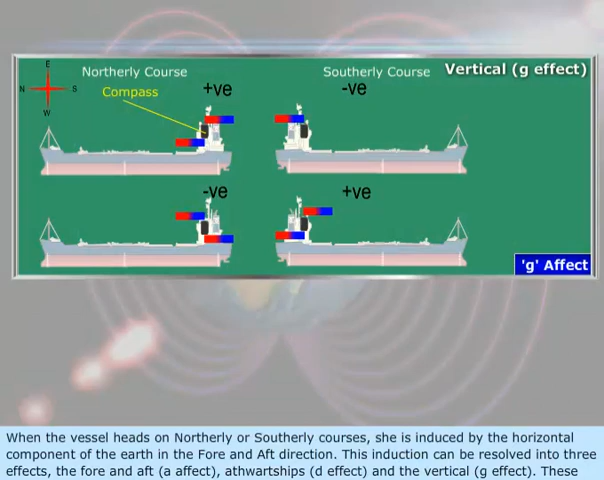 Vertical (g effect)
Northerly Course
Southerly Course
E
N
S
W
Compass
+ve
-ve
-ve
+ve
'g' Affect
When the vessel heads on Northerly or Southerly courses, she is induced by the horizontal
component of the earth in the Fore and Aft direction. This induction can be resolved into three
effects, the fore and aft (a affect), athwartships (d effect) and the vertical (g effect). These